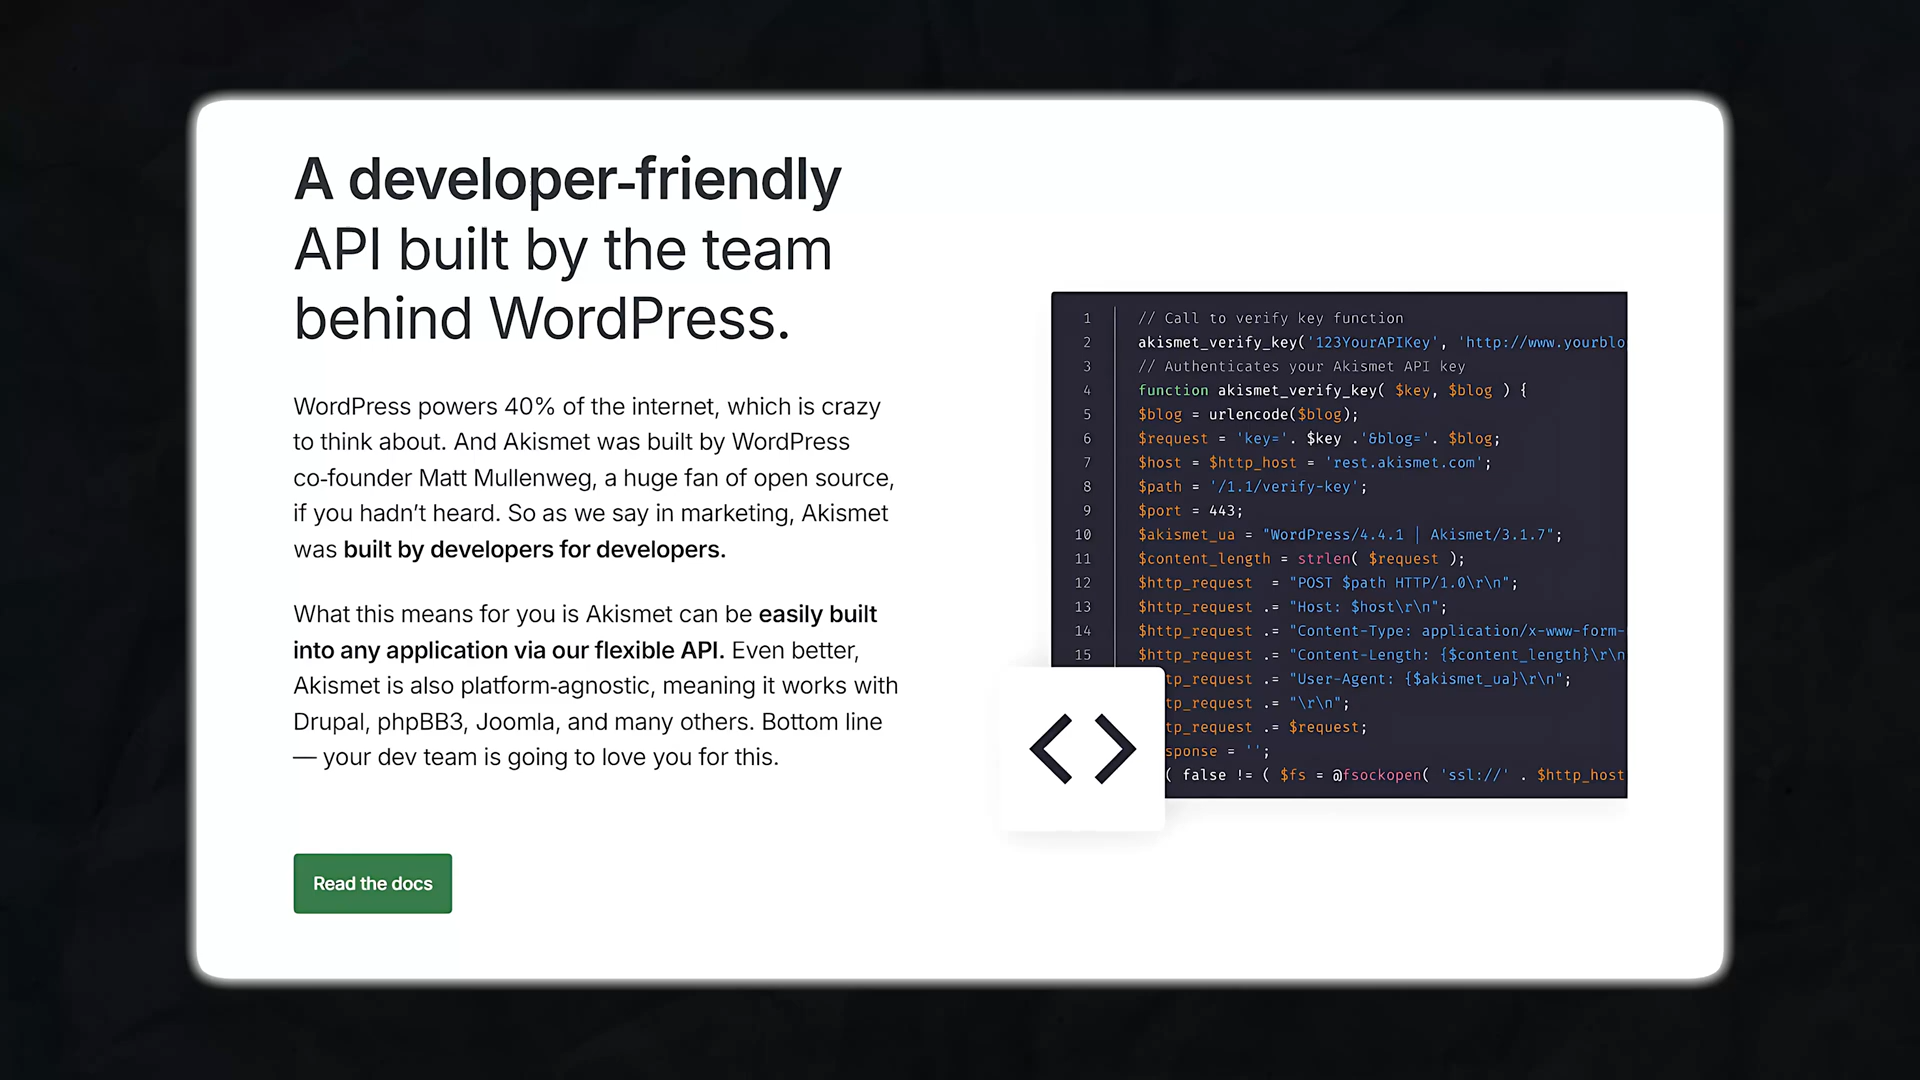 A developer-friendly
API built by the team
behind WordPress.
WordPress powers 40% of the internet, which is crazy
to think about. And Akismet was built by WordPress
co-founder Matt Mullenweg, a huge fan of open source,
if you hadn’t heard. So as we say in marketing, Akismet
was built by developers for developers.
What this means for you is Akismet can be easily built
into any application via our flexible API. Even better,
Akismet is also platform-agnostic, meaning it works with
Drupal, phpBB3, Joomla, and many others. Bottom line
— your dev team is going to love you for this.
Read the docs
1 // Call to verify key function
2 akismet_verify_key('123YourAPIKey', 'http://www.yourblo
3 // Authenticates your Akismet API key
4 function akismet_verify_key( $key, $blog ) {
5 $blog = urlencode($blog);
6 $request = 'key='. $key .'&blog='. $blog;
7 $host = $http_host = 'rest.akismet.com';
8 $path = '/1.1/verify-key';
9 $port = 443;
10 $akismet_ua = "WordPress/4.4.1 | Akismet/3.1.7";
11 $content_length = strlen( $request );
12 $http_request = "POST $path HTTP/1.0\r\n";
13 $http_request .= "Host: $host\r\n";
14 $http_request .= "Content-Type: application/x-www-form-
15 $http_request .= "Content-Length: {$content_length}\r\n
tp_request .= "User-Agent: {$akismet_ua}\r\n";
tp_request .= "\r\n";
tp_request .= $request;
sponse = '';
( false != ( $fs = @fsockopen( 'ssl://' . $http_host